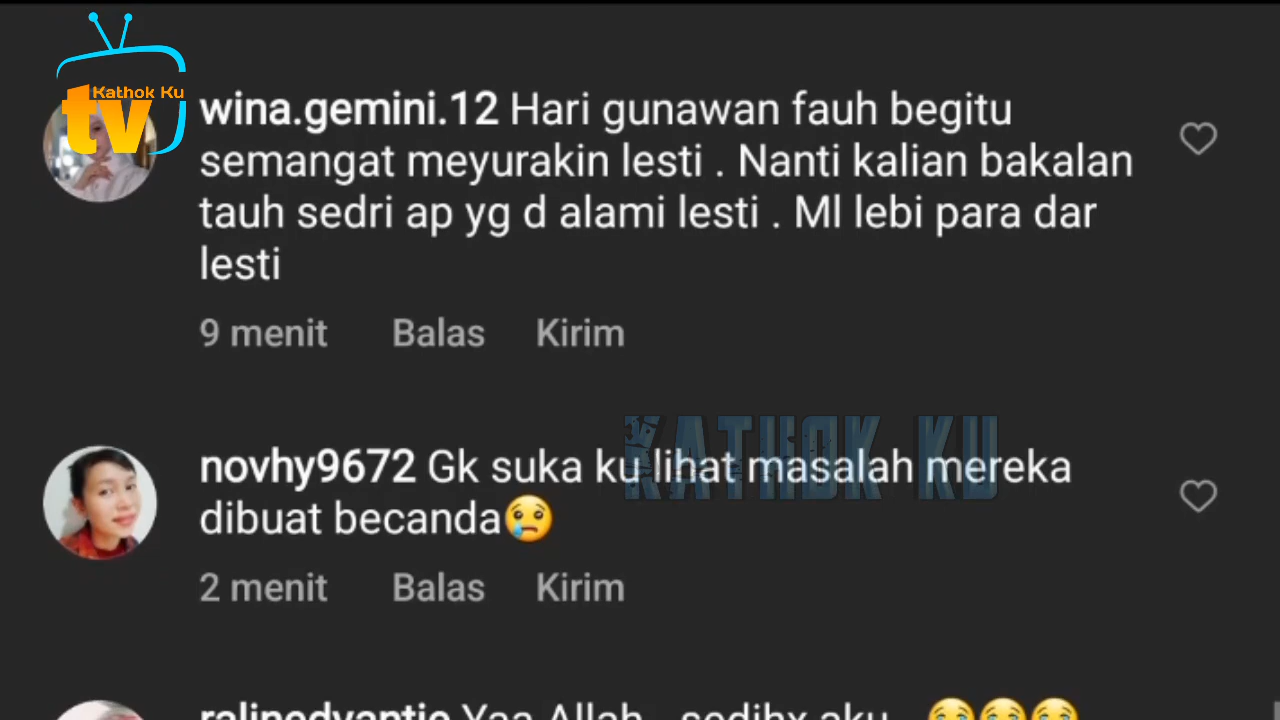 Kathok Ku
tv
wina.gemini.12 Hari gunawan fauh begitu
semangat meyurakin lesti . Nanti kalian bakalan
tauh sedri ap yg d alami lesti . Ml lebi para dar
lesti
9 menit Balas Kirim
KATHOK KU
novhy9672 Gk suka ku lihat masalah mereka
dibuat becanda😢
2 menit Balas Kirim
ralinedyantie Yaa Allah sedihx aku 😢😢😢